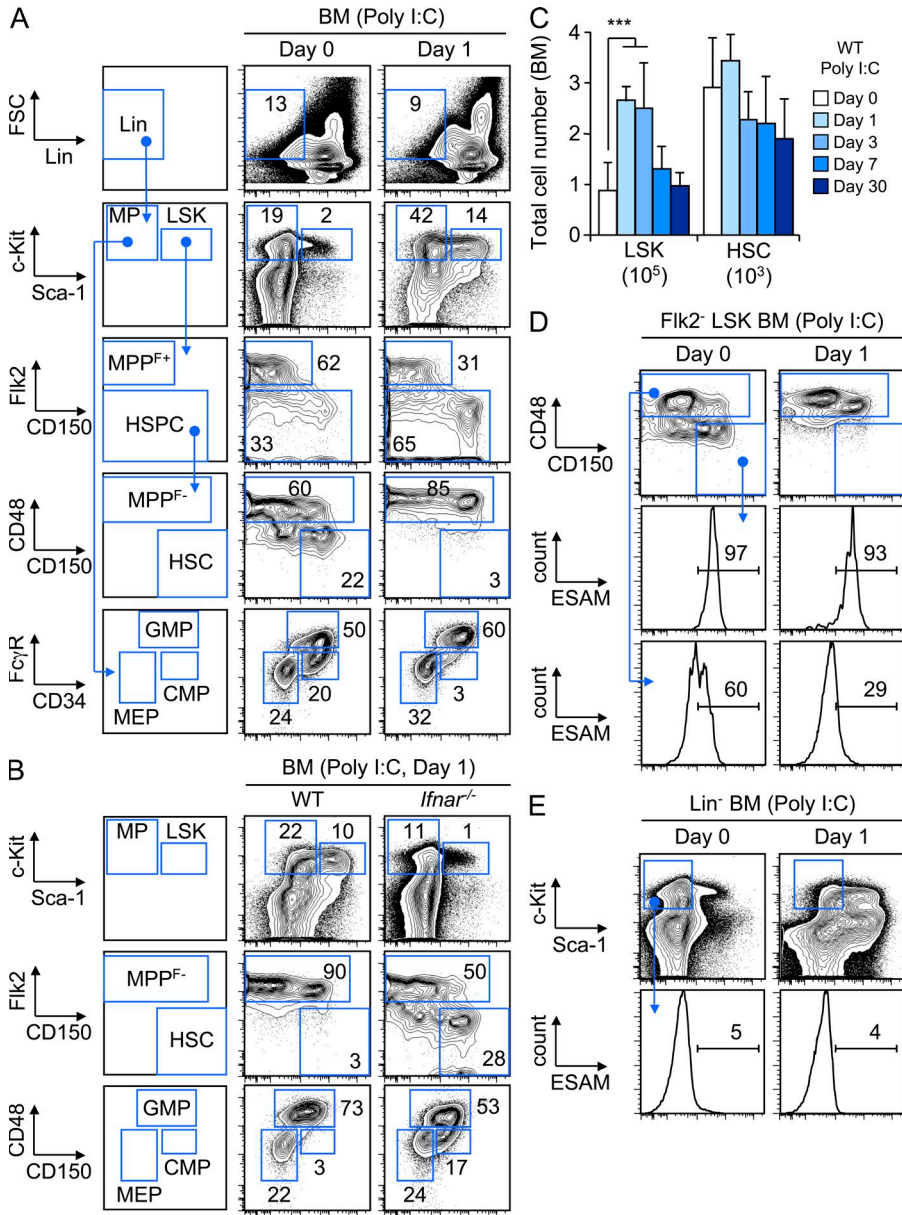 A
BM (Poly I:C)
Day 0
Day 1
FSC
Lin
Lin
13
9
c-Kit
Sca-1
MP
LSK
19
2
42
14
Flk2
CD150
MPP^F+
HSPC
62
33
31
65
CD48
CD150
MPP^F-
HSC
60
22
85
3
FcγR
CD34
GMP
CMP
MEP
50
20
24
60
3
32
B
BM (Poly I:C, Day 1)
WT
Ifnar^-/-
c-Kit
Sca-1
MP
LSK
22
10
11
1
Flk2
CD150
MPP^F-
HSC
90
3
50
28
CD48
CD150
GMP
CMP
MEP
73
3
22
53
17
24
C
Total cell number (BM)
4
3
2
1
0
***
LSK
(10^5)
HSC
(10^3)
WT
Poly I:C
Day 0
Day 1
Day 3
Day 7
Day 30
D
Flk2^- LSK BM (Poly I:C)
Day 0
Day 1
CD48
CD150
count
ESAM
97
93
count
ESAM
60
29
E
Lin^- BM (Poly I:C)
Day 0
Day 1
c-Kit
Sca-1
count
ESAM
5
4